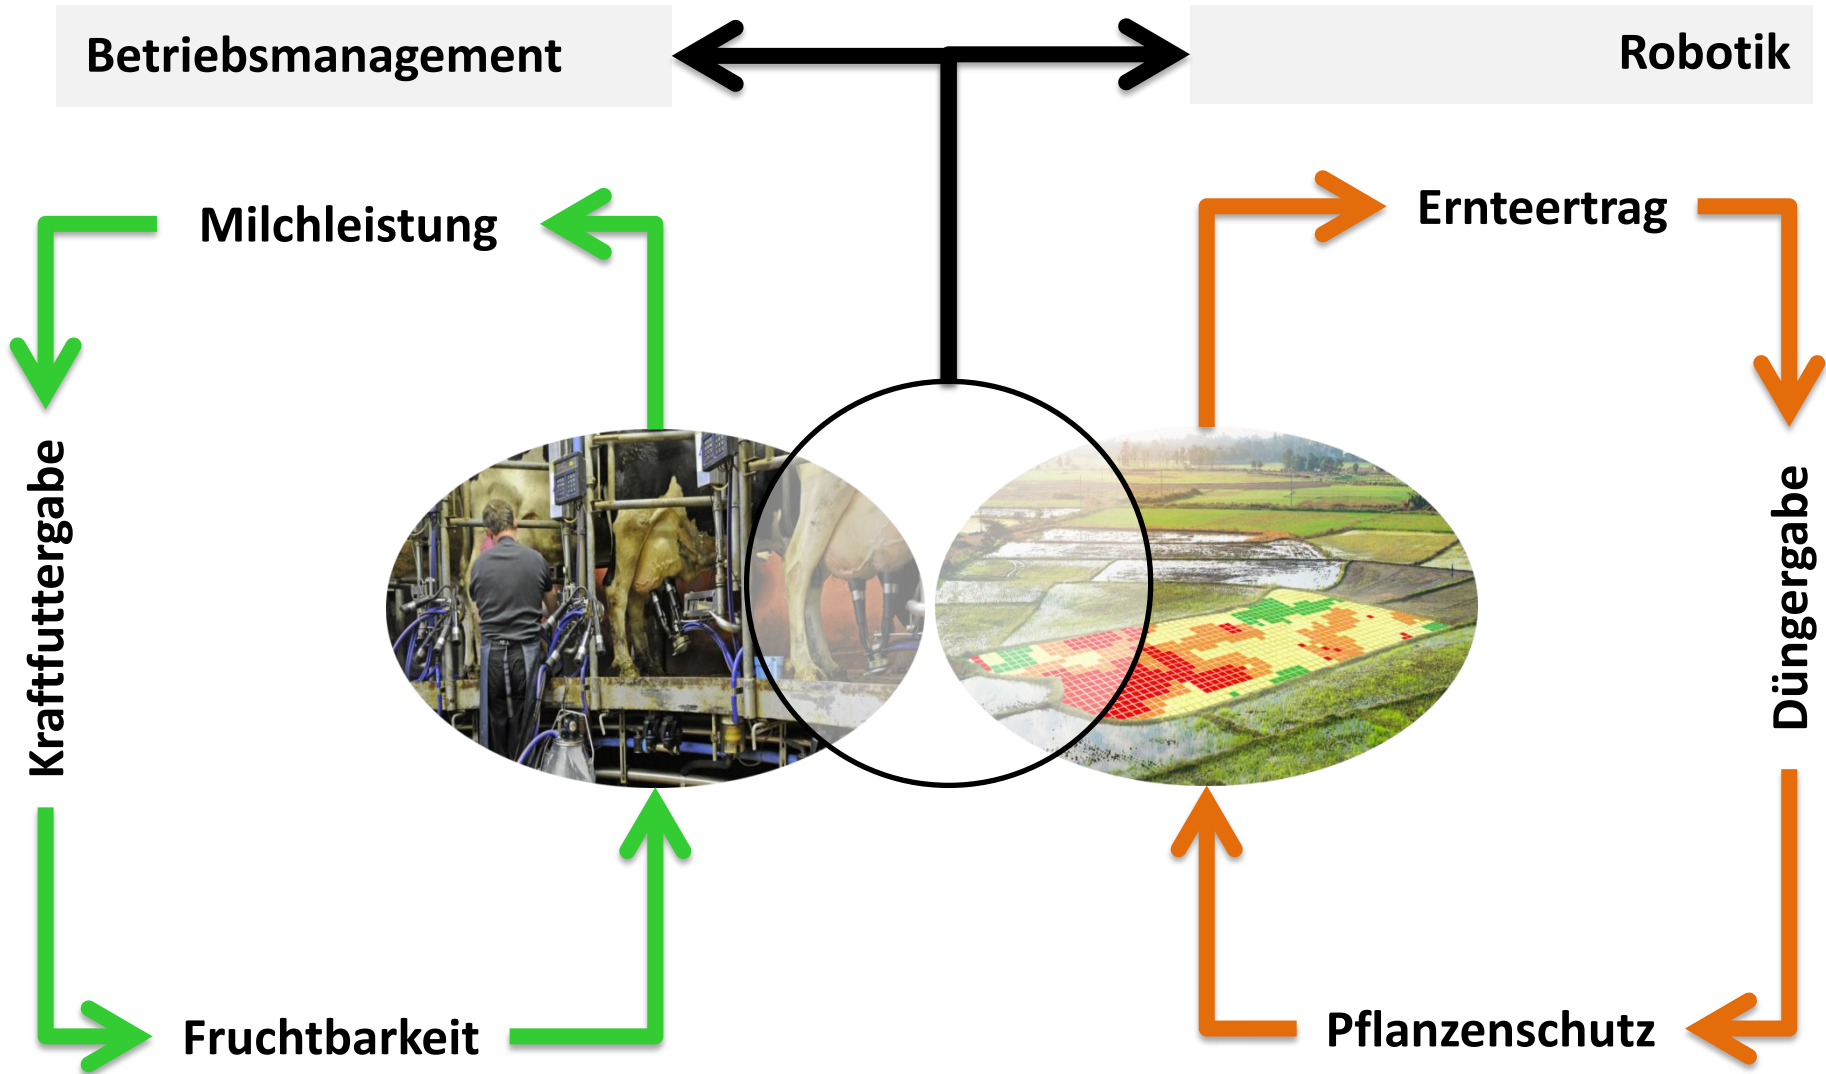 Betriebsmanagement
Robotik
Milchleistung
Ernteertrag
Kraftfuttergabe
Düngergabe
Fruchtbarkeit
Pflanzenschutz